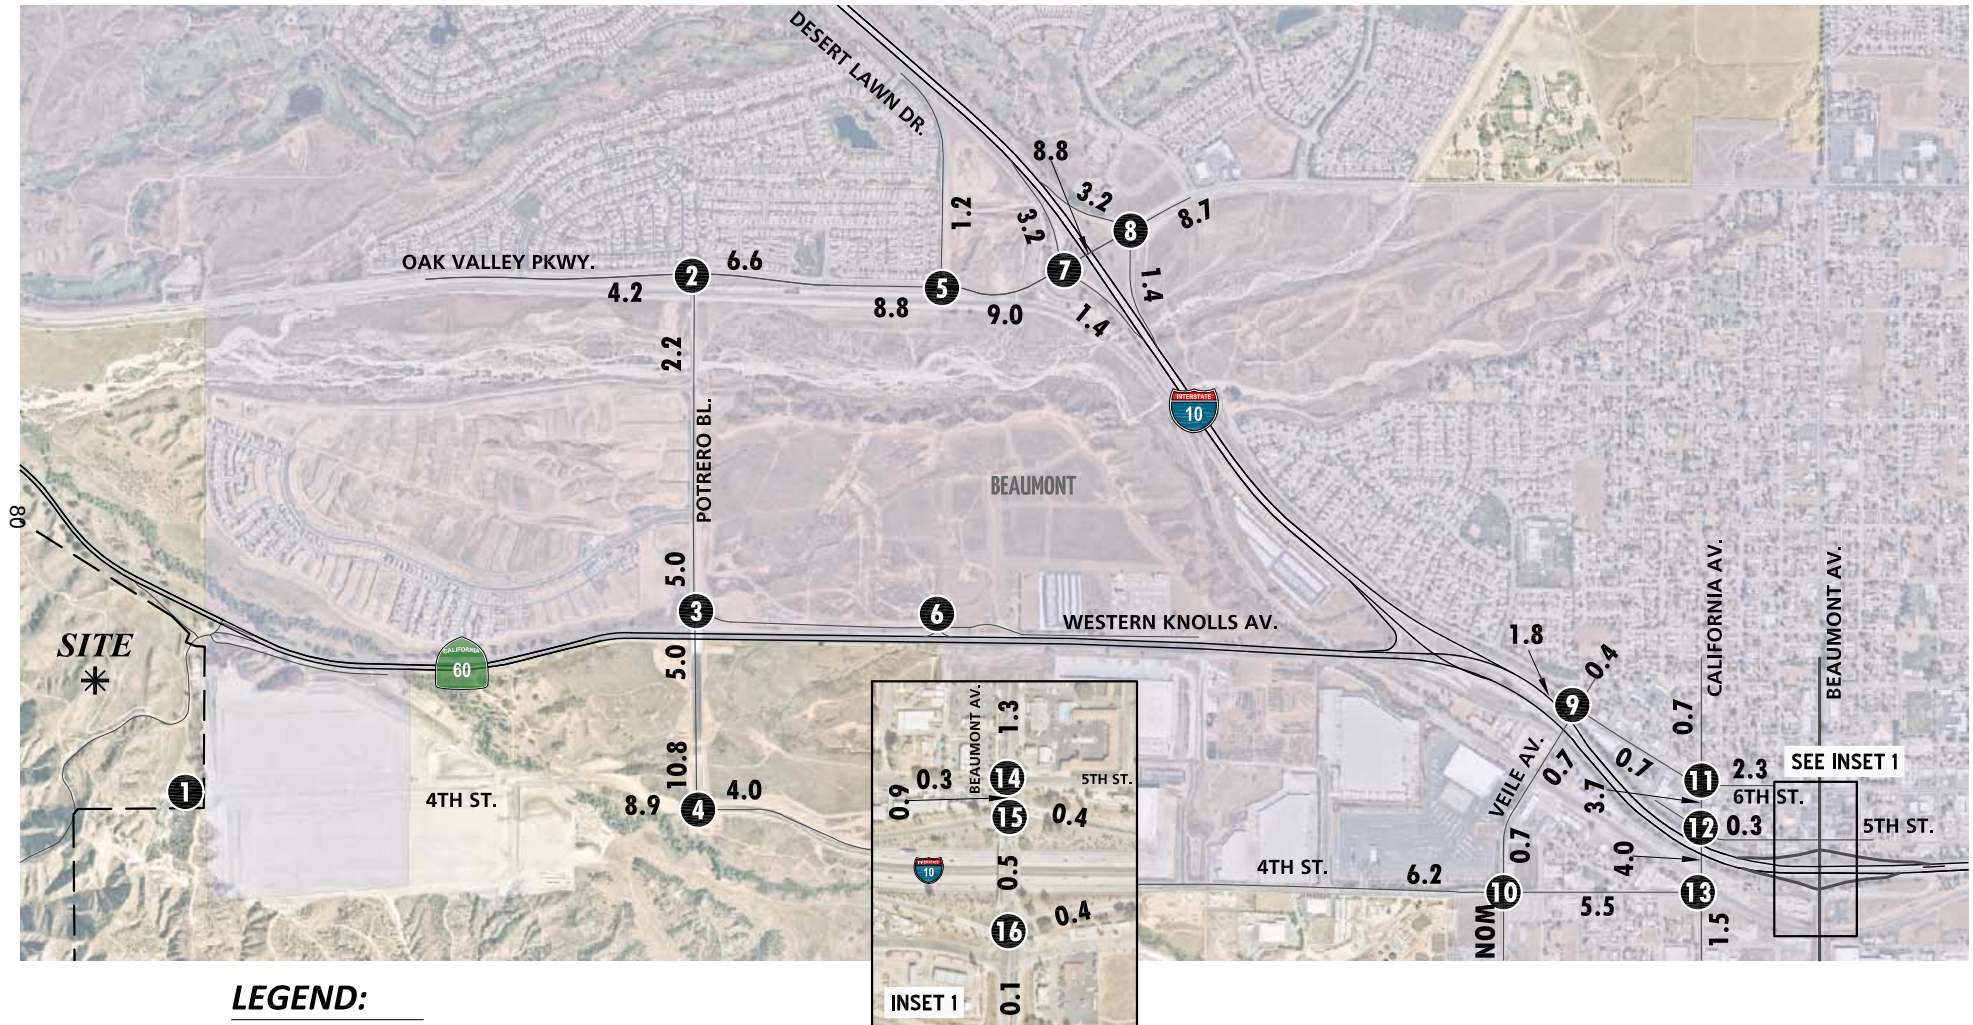 DESERT LAWN DR.
8.8
3.2
8.7
8
1.2
3.2
7
1.4
OAK VALLEY PKWY.
2
6.6
4.2
5
8.8
9.0
1.4
2.2
INTERSTATE
10
POTRERO BL.
BEAUMONT
80
5.0
3
6
WESTERN KNOLLS AV.
CALIFORNIA AV.
BEAUMONT AV.
SITE
CALIFORNIA
60
5.0
1.8
0.4
9
0.7
VEILE AV.
0.7
0.7
3.7
11
2.3
SEE INSET 1
6TH ST.
1
4TH ST.
10.8
8.9
4
4.0
12
0.3
5TH ST.
0.7
4.0
4TH ST.
6.2
10
5.5
13
NOM
1.5
BEAUMONT AV.
1.3
14
0.3
5TH ST.
0.9
15
0.4
INTERSTATE
10
0.5
0.4
16
INSET 1
0.1
LEGEND: